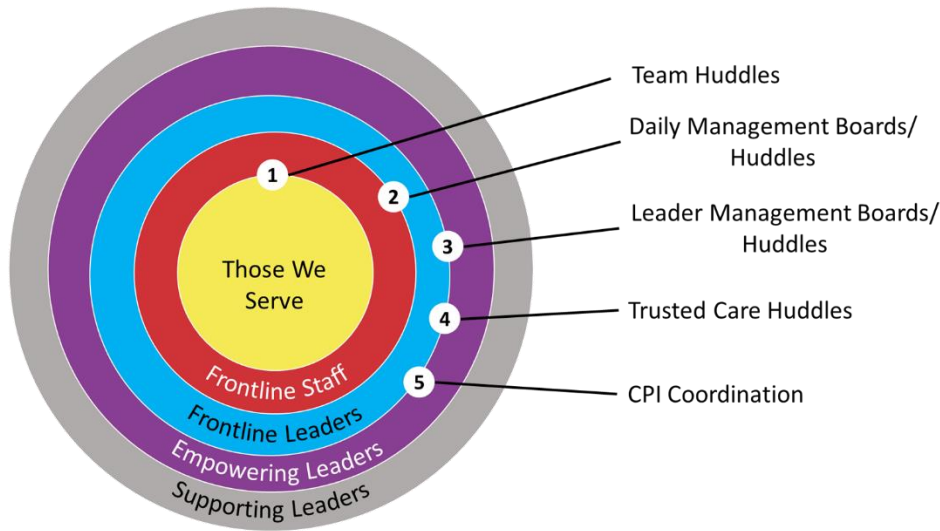 Team Huddles
Daily Management Boards/
Huddles
Leader Management Boards/
Huddles
Trusted Care Huddles
CPI Coordination
1
2
3
4
5
Those We
Serve
Frontline Staff
Frontline Leaders
Empowering Leaders
Supporting Leaders